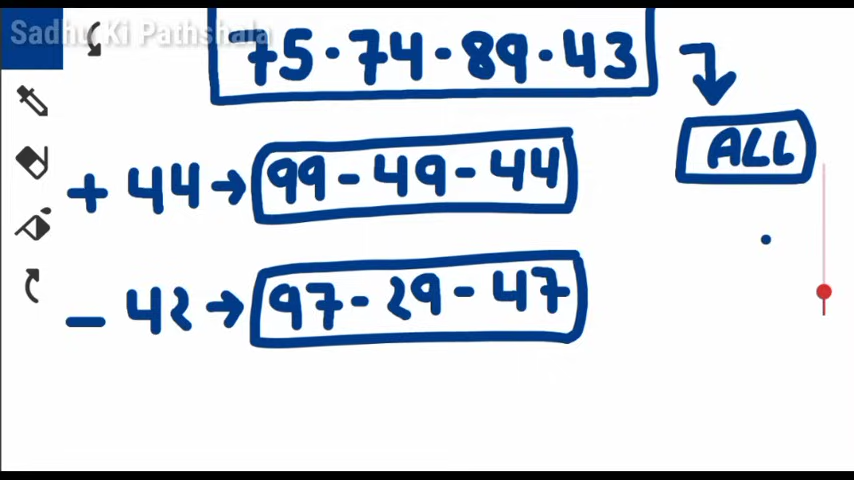 Sadhu Ki Pathshala
75·74-89·43
ALL
+ 44 → 99-49-44
- 42 → 97-29-47